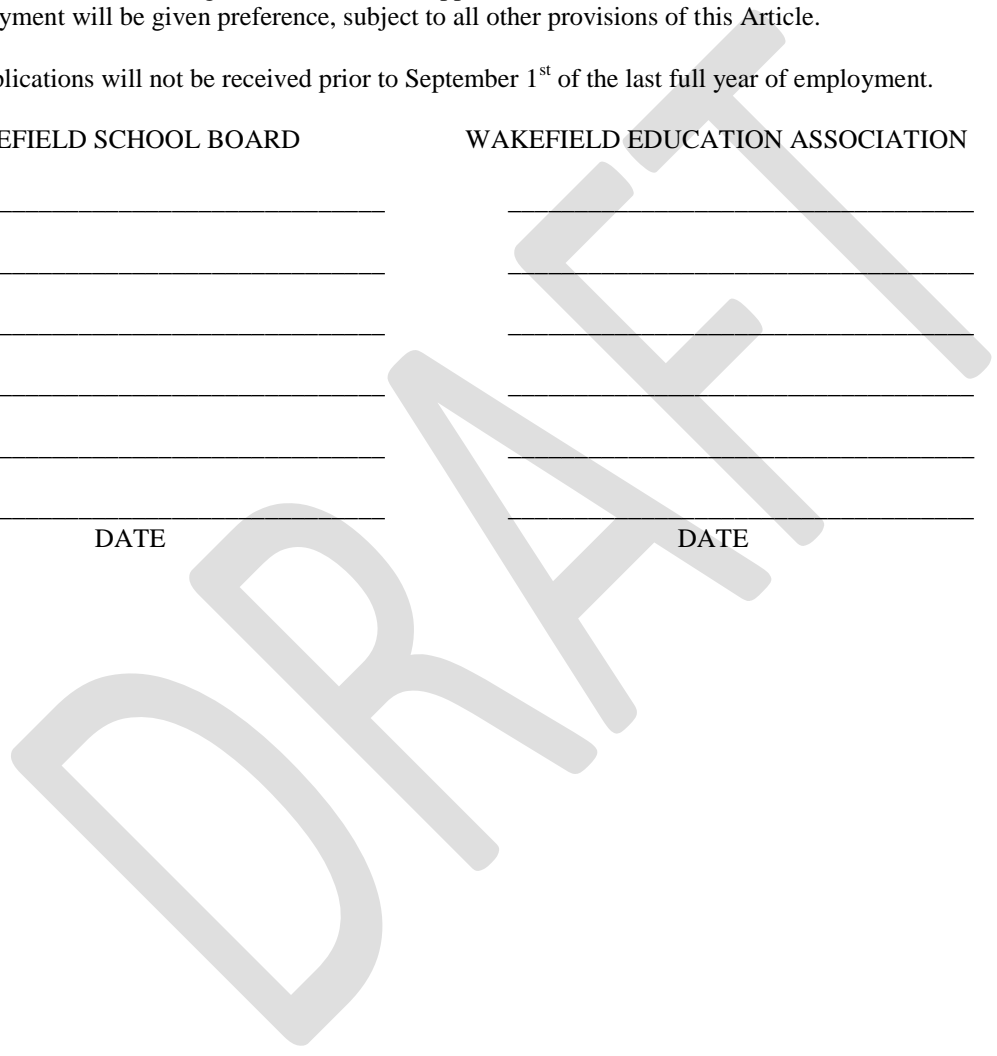 yment will be given preference, subject to all other provisions of this Article.
plications will not be received prior to September 1st of the last full year of employment.
EFIELD SCHOOL BOARD WAKEFIELD EDUCATION ASSOCIATION
DATE DATE
DRAFT